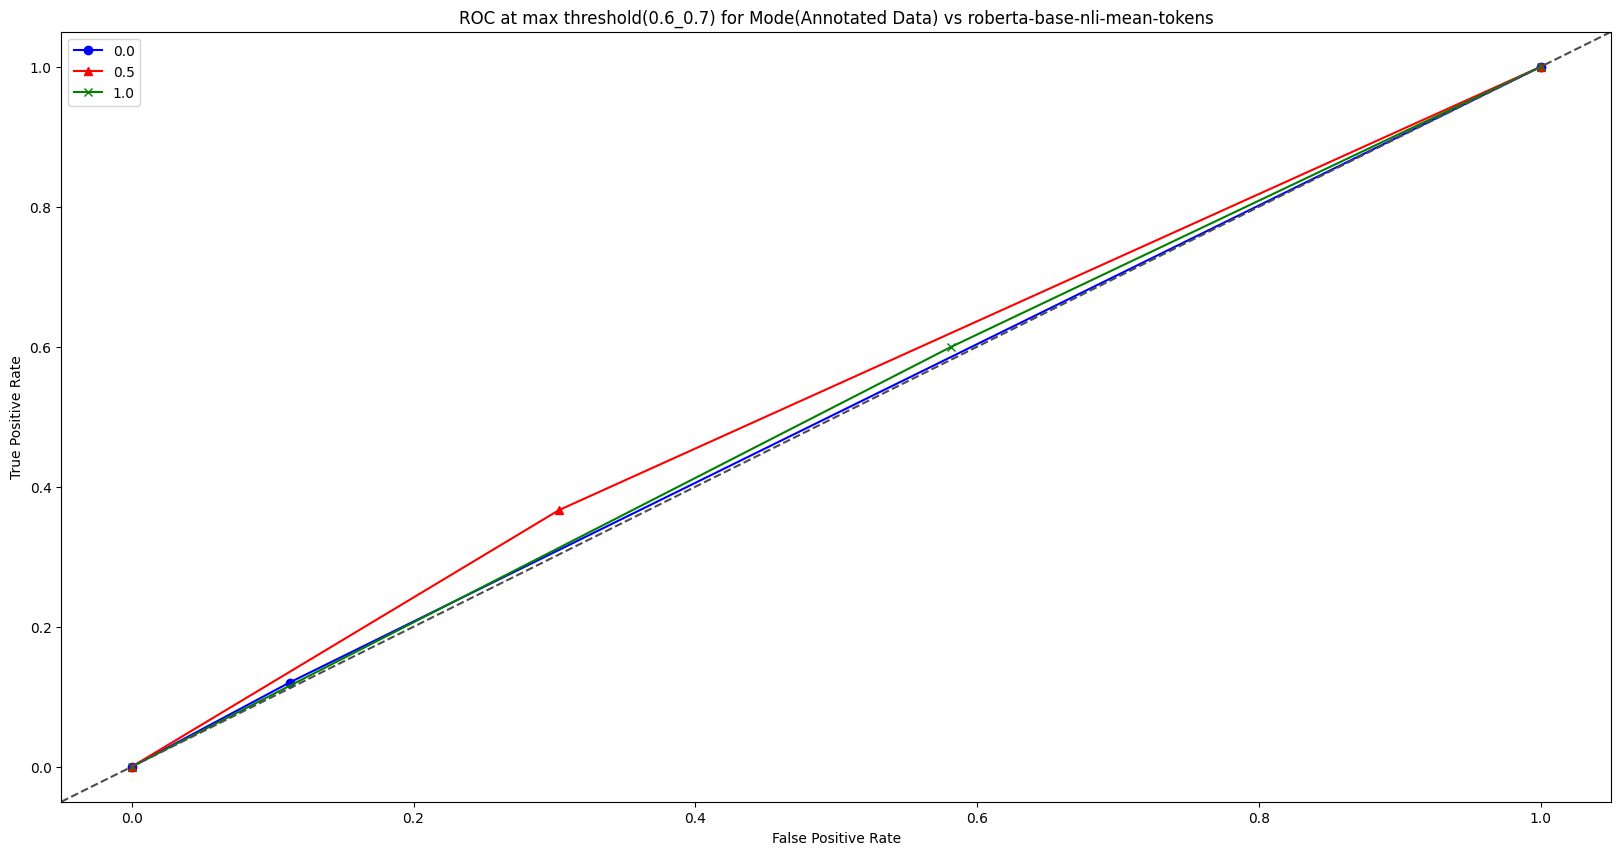 ROC at max threshold(0.6_0.7) for Mode(Annotated Data) vs roberta-base-nli-mean-tokens
0.0
0.5
1.0
1.0
0.8
0.6
0.4
0.2
0.0
True Positive Rate
0.0 0.2 0.4 0.6 0.8 1.0
False Positive Rate